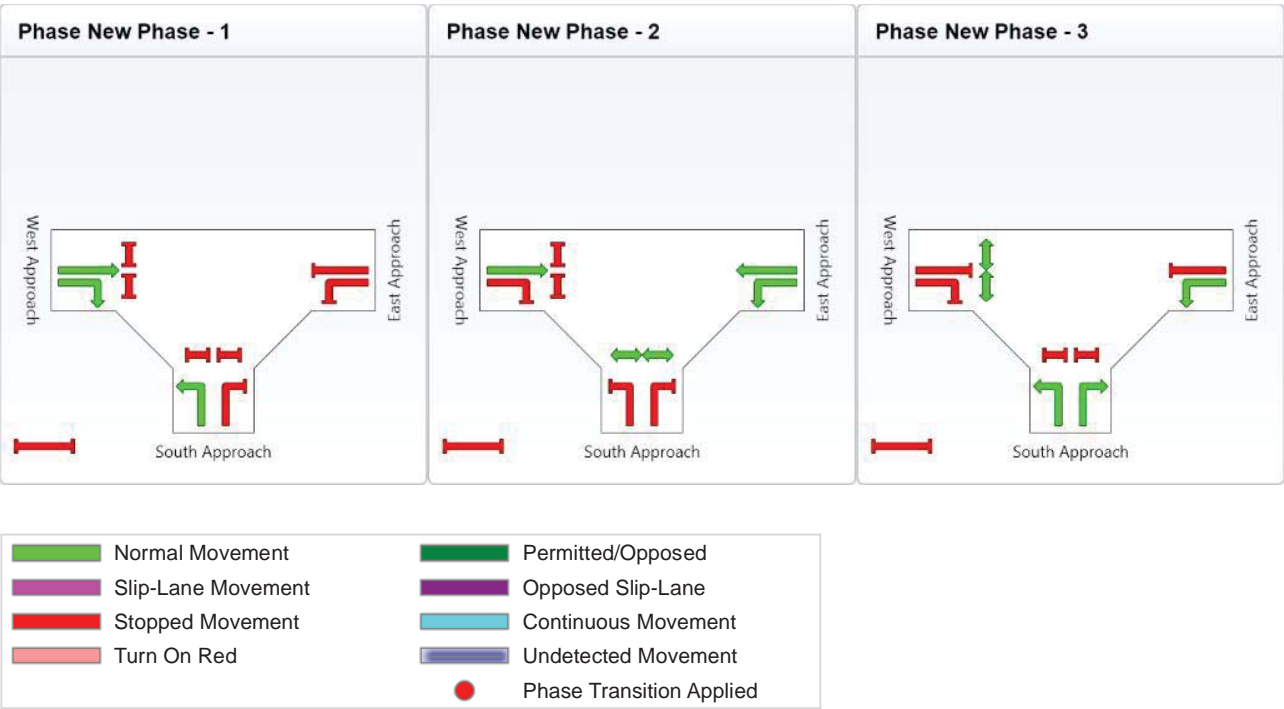 Phase New Phase - 1
West Approach
East Approach
South Approach
Phase New Phase - 2
West Approach
East Approach
South Approach
Phase New Phase - 3
West Approach
East Approach
South Approach
Normal Movement
Slip-Lane Movement
Stopped Movement
Turn On Red
Permitted/Opposed
Opposed Slip-Lane
Continuous Movement
Undetected Movement
Phase Transition Applied